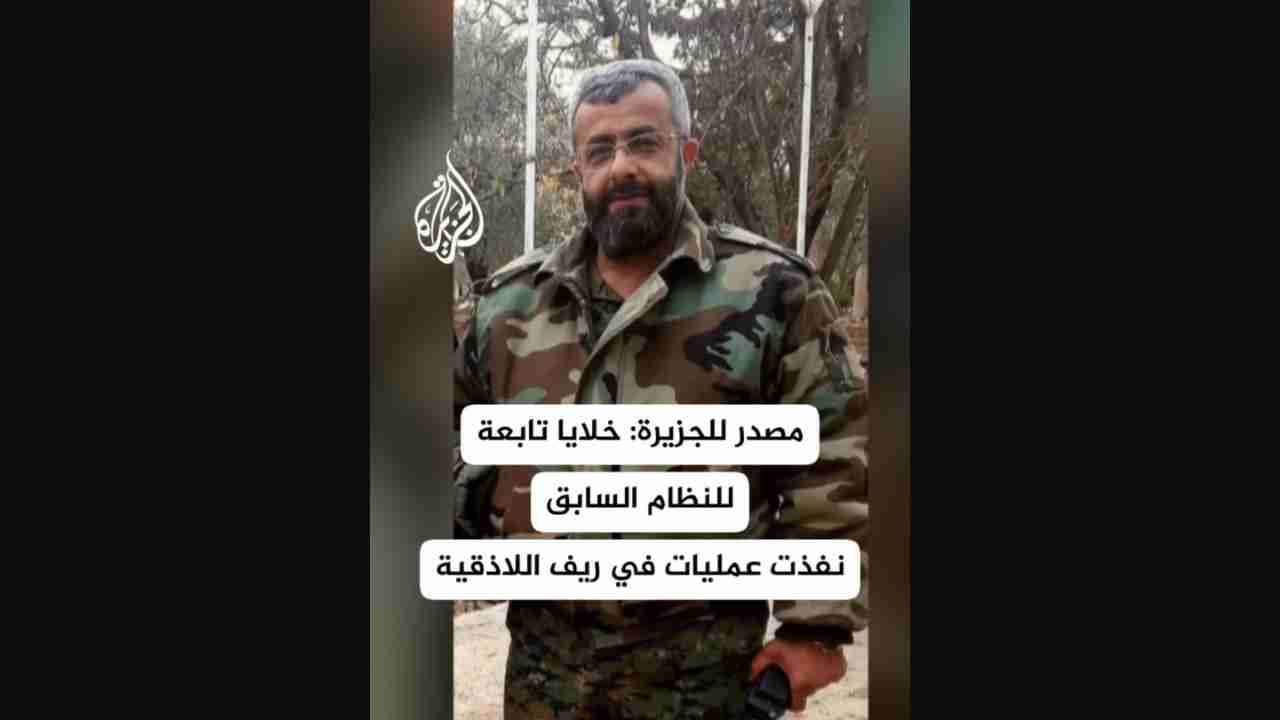 الجزيرة
مصدر للجزيرة: خلايا تابعة
للنظام السابق
نفذت عمليات في ريف اللاذقية